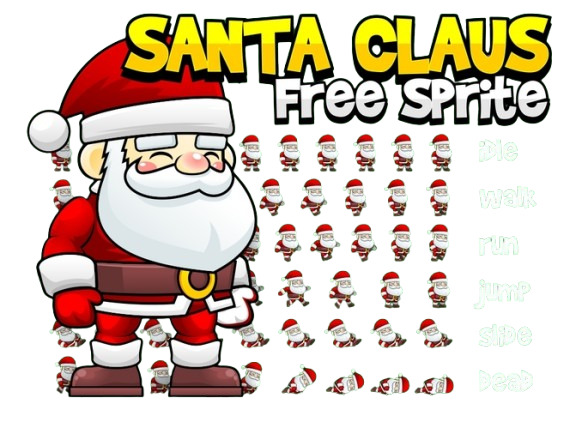 SANTA CLAUS
FREE SPRITE
idle
walk
run
jump
slide
dead